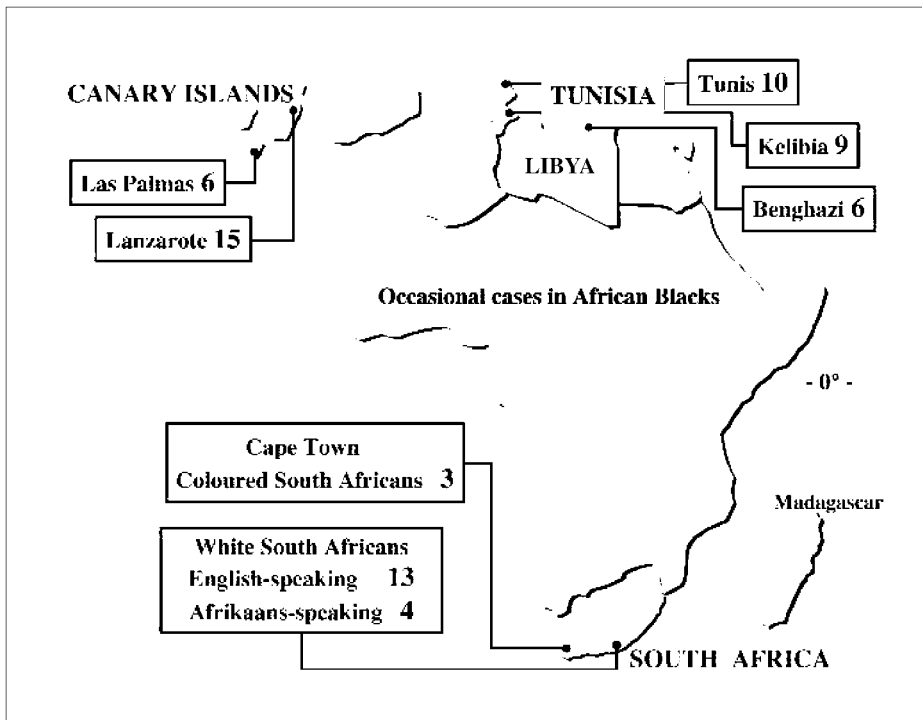 CANARY ISLANDS
TUNISIA
Tunis 10
Kelibia 9
LIBYA
Las Palmas 6
Benghazi 6
Lanzarote 15
Occasional cases in African Blacks
- 0° -
Cape Town
Coloured South Africans 3
Madagascar
White South Africans
English-speaking 13
Afrikaans-speaking 4
SOUTH AFRICA